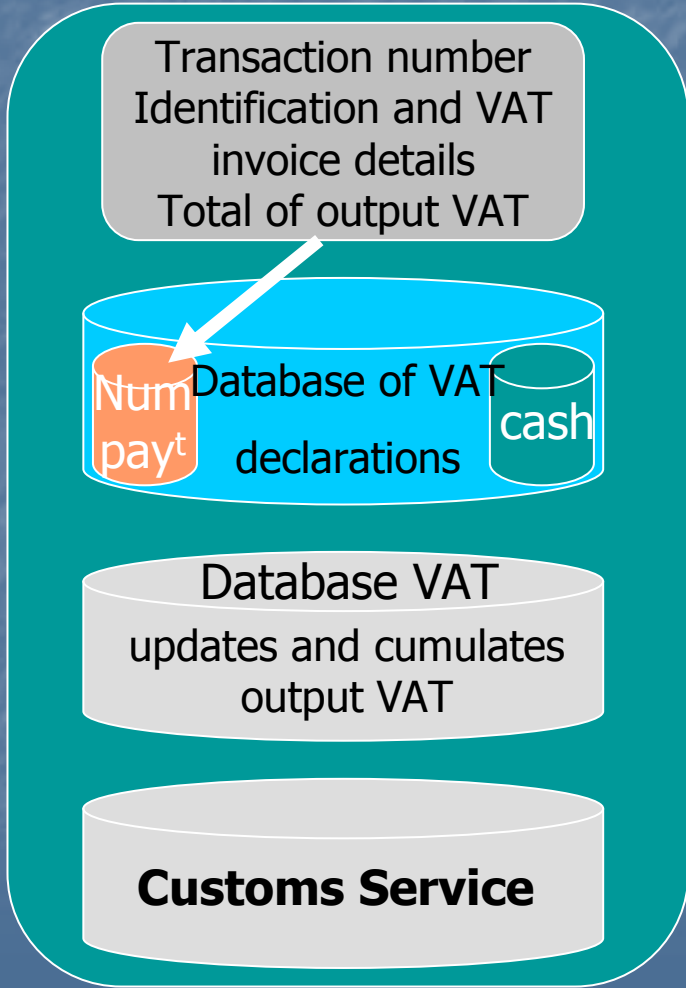 Transaction number
Identification and VAT
invoice details
Total of output VAT
Num
pay^t
Database of VAT
declarations
cash
Database VAT
updates and cumulates
output VAT
Customs Service